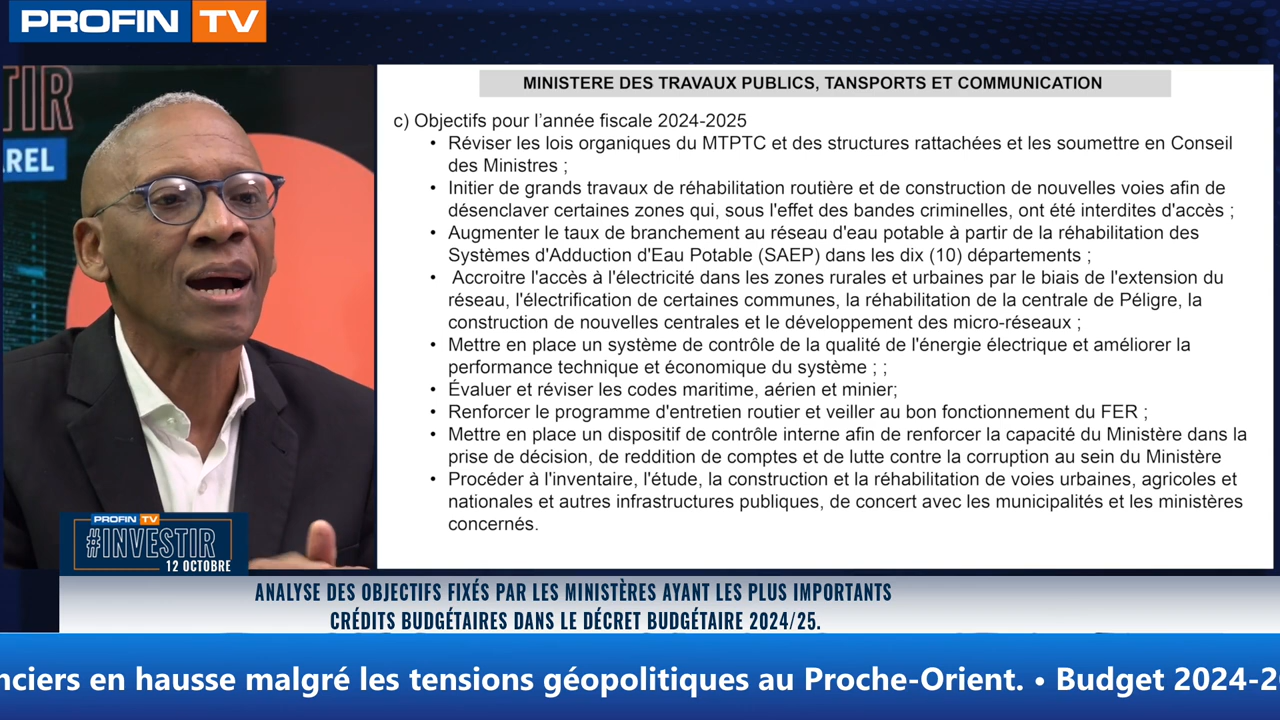 PROFIN TV
TIR
AREL
MINISTERE DES TRAVAUX PUBLICS, TANSPORTS ET COMMUNICATION
c) Objectifs pour l'année fiscale 2024-2025
• Réviser les lois organiques du MTPTC et des structures rattachées et les soumettre en Conseil
des Ministres ;
• Initier de grands travaux de réhabilitation routière et de construction de nouvelles voies afin de
désenclaver certaines zones qui, sous l'effet des bandes criminelles, ont été interdites d'accès ;
• Augmenter le taux de branchement au réseau d'eau potable à partir de la réhabilitation des
Systèmes d'Adduction d'Eau Potable (SAEP) dans les dix (10) départements ;
• Accroitre l'accès à l'électricité dans les zones rurales et urbaines par le biais de l'extension du
réseau, l'électrification de certaines communes, la réhabilitation de la centrale de Péligre, la
construction de nouvelles centrales et le développement des micro-réseaux ;
• Mettre en place un système de contrôle de la qualité de l'énergie électrique et améliorer la
performance technique et économique du système ; ;
• Évaluer et réviser les codes maritime, aérien et minier;
• Renforcer le programme d'entretien routier et veiller au bon fonctionnement du FER ;
• Mettre en place un dispositif de contrôle interne afin de renforcer la capacité du Ministère dans la
prise de décision, de reddition de comptes et de lutte contre la corruption au sein du Ministère
• Procéder à l'inventaire, l'étude, la construction et la réhabilitation de voies urbaines, agricoles et
nationales et autres infrastructures publiques, de concert avec les municipalités et les ministères
concernés.
PROFIN TV
#INVESTIR
12 OCTOBRE
ANALYSE DES OBJECTIFS FIXÉS PAR LES MINISTÈRES AYANT LES PLUS IMPORTANTS
CRÉDITS BUDGÉTAIRES DANS LE DÉCRET BUDGÉTAIRE 2024/25.
nciers en hausse malgré les tensions géopolitiques au Proche-Orient. • Budget 2024-2